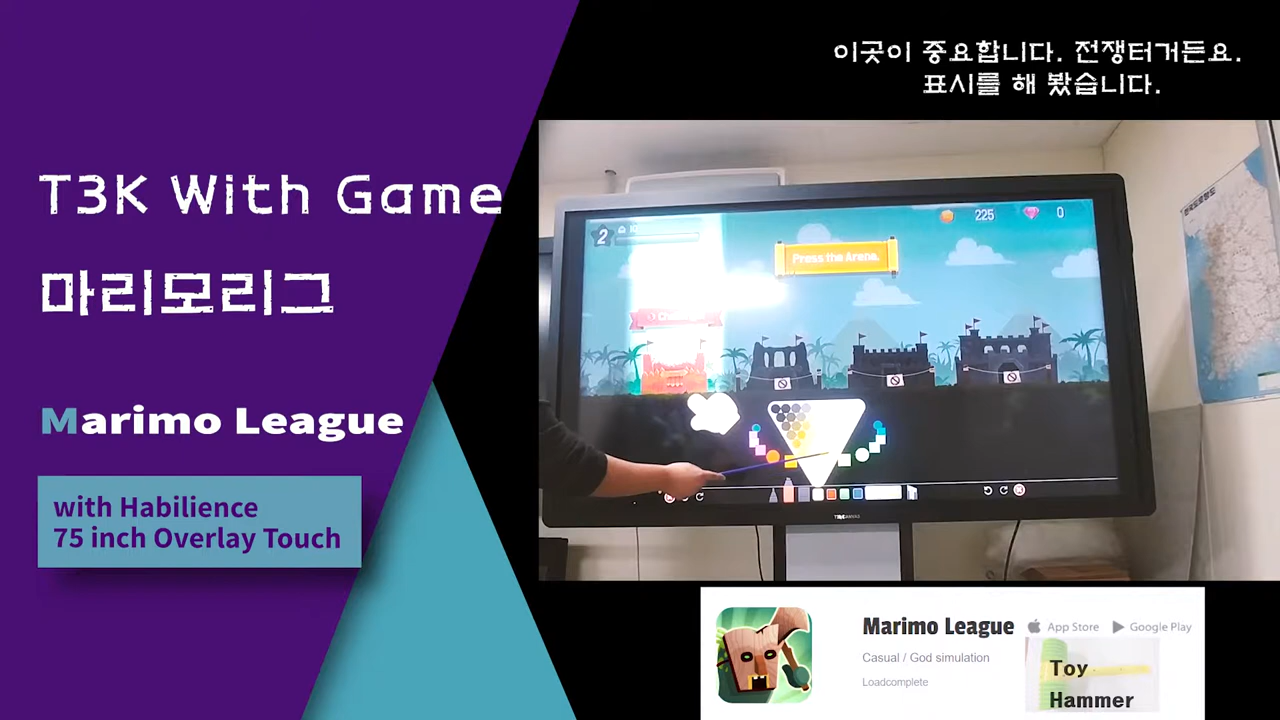 이곳이 중요합니다. 전쟁터거든요.
표시를 해 봤습니다.
T3K With Game
마리모리그
Marimo League
with Habilience
75 inch Overlay Touch
2
225
0
Press the Arena.
Marimo League
App Store
Google Play
Casual / God simulation
Loadcomplete
Toy
Hammer